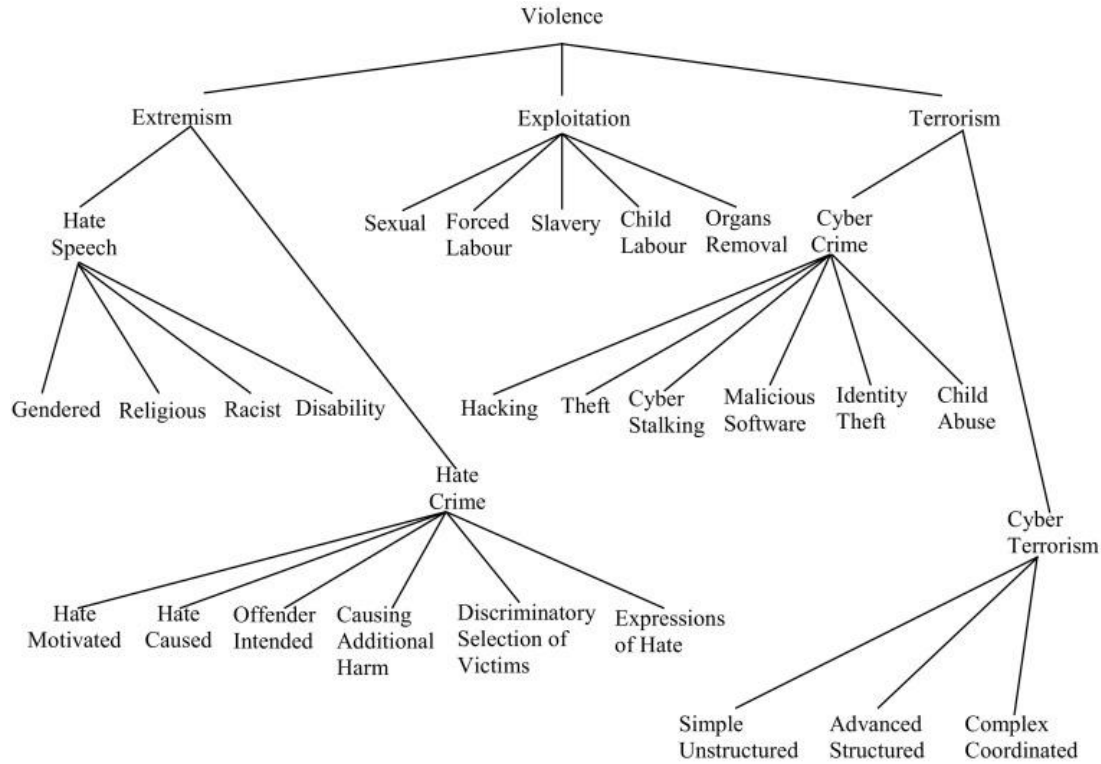 Violence
Extremism
Exploitation
Terrorism
Hate
Speech
Sexual
Forced
Labour
Slavery
Child
Labour
Organs
Removal
Cyber
Crime
Gendered
Religious
Racist
Disability
Hacking
Theft
Cyber
Stalking
Malicious
Software
Identity
Theft
Child
Abuse
Hate
Crime
Cyber
Terrorism
Hate
Motivated
Hate
Caused
Offender
Intended
Causing
Additional
Harm
Discriminatory
Selection of
Victims
Expressions
of Hate
Simple
Unstructured
Advanced
Structured
Complex
Coordinated